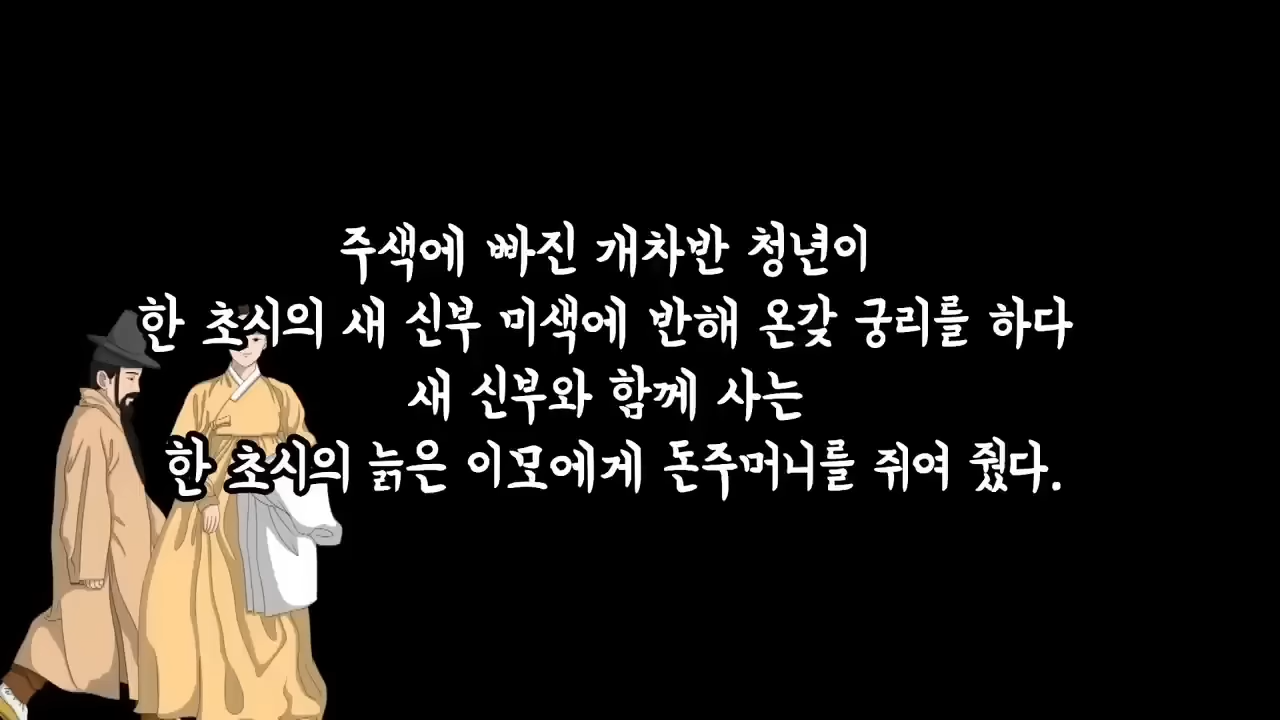 주색에 빠진 개차반 청년이
한 초시의 새 신부 미색에 반해 온갖 궁리를 하다
새 신부와 함께 사는
한 초시의 늙은 이모에게 돈주머니를 쥐여 줬다.